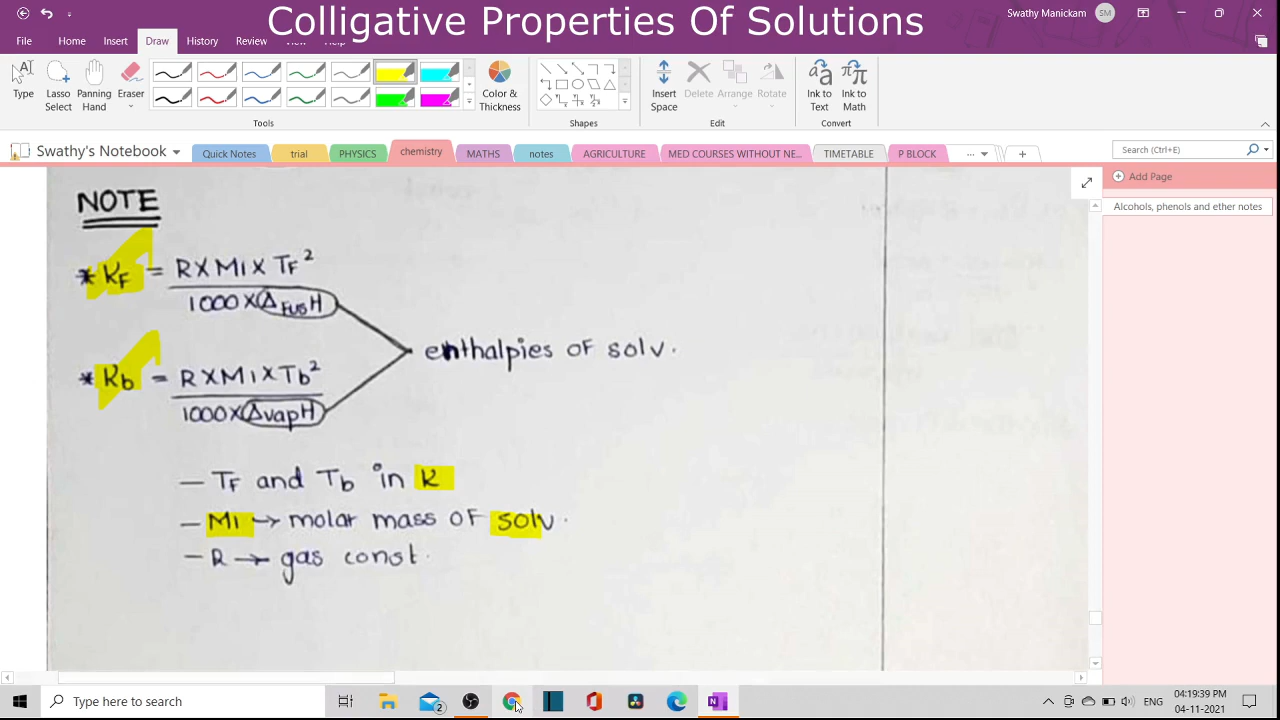 Colligative Properties Of Solutions
Swathy Manickam SM
File Home Insert Draw History Review View Help
Type
Lasso Select
Panning Hand
Eraser
Color & Thickness
Insert Space
Delete
Arrange
Rotate
Ink to Text
Ink to Math
Tools Shapes Edit Convert
Swathy's Notebook
Quick Notes trial PHYSICS chemistry MATHS notes AGRICULTURE MED COURSES WITHOUT NE... TIMETABLE P BLOCK ...
Search (Ctrl+E)
Add Page
Alcohols, phenols and ether notes
NOTE
* KF = R X M1 X TF²
1000 X ΔFusH
enthalpies of solv.
* Kb = R X M1 X Tb²
1000 X ΔvapH
— TF and Tb in K
— M1 → molar mass of solv.
— R → gas const.
Type here to search
2
ENG
04:19:39 PM
04-11-2021